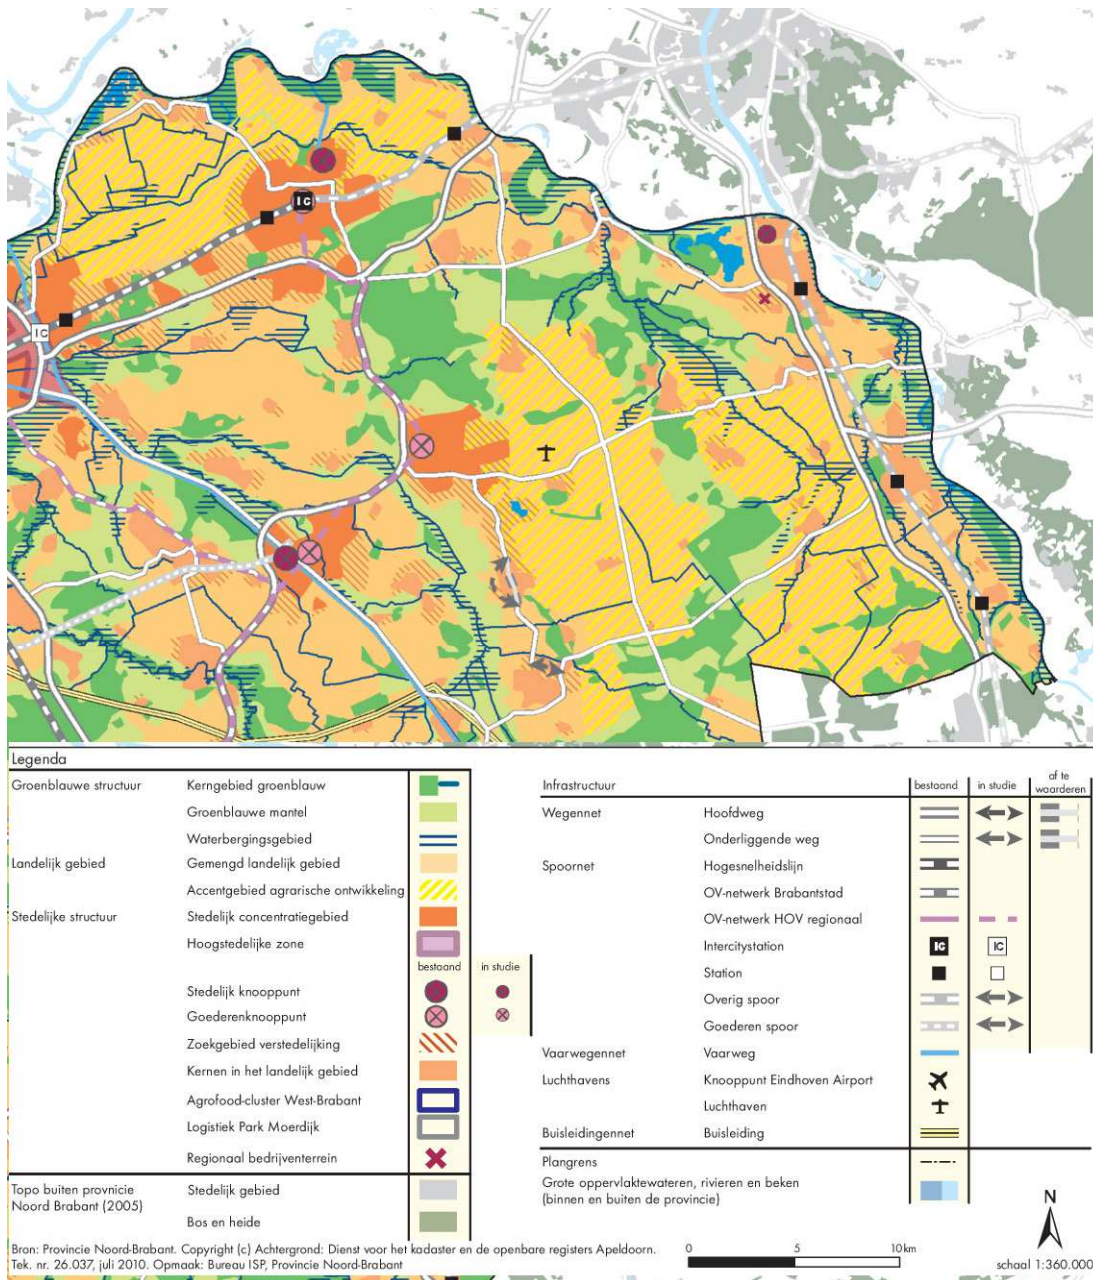 IC
IC
Legenda
Groenblauwe structuur Kerngebied groenblauw
Groenblauwe mantel
Waterbergingsgebied
Landelijk gebied Gemengd landelijk gebied
Accentgebied agrarische ontwikkeling
Stedelijke structuur Stedelijk concentratiegebied
Hoogstedelijke zone
bestaand in studie
Stedelijk knooppunt
Goederenknooppunt
Zoekgebied verstedelijking
Kernen in het landelijk gebied
Agrofood-cluster West-Brabant
Logistiek Park Moerdijk
Regionaal bedrijventerrein
Topo buiten provnicie Stedelijk gebied
Noord Brabant (2005)
Bos en heide
Infrastructuur bestaand in studie af te waarderen
Wegennet Hoofdweg
Onderliggende weg
Spoornet Hogesnelheidslijn
OV-netwerk Brabantstad
OV-netwerk HOV regionaal
Intercitystation IC IC
Station
Overig spoor
Goederen spoor
Vaarwegennet Vaarweg
Luchthavens Knooppunt Eindhoven Airport
Luchthaven
Buisleidingennet Buisleiding
Plangrens
Grote oppervlaktewateren, rivieren en beken
(binnen en buiten de provincie)
N
Bron: Provincie Noord-Brabant. Copyright (c) Achtergrond: Dienst voor het kadaster en de openbare registers Apeldoorn.
Tek. nr. 26.037, juli 2010. Opmaak: Bureau ISP, Provincie Noord-Brabant
0 5 10km
schaal 1:360.000